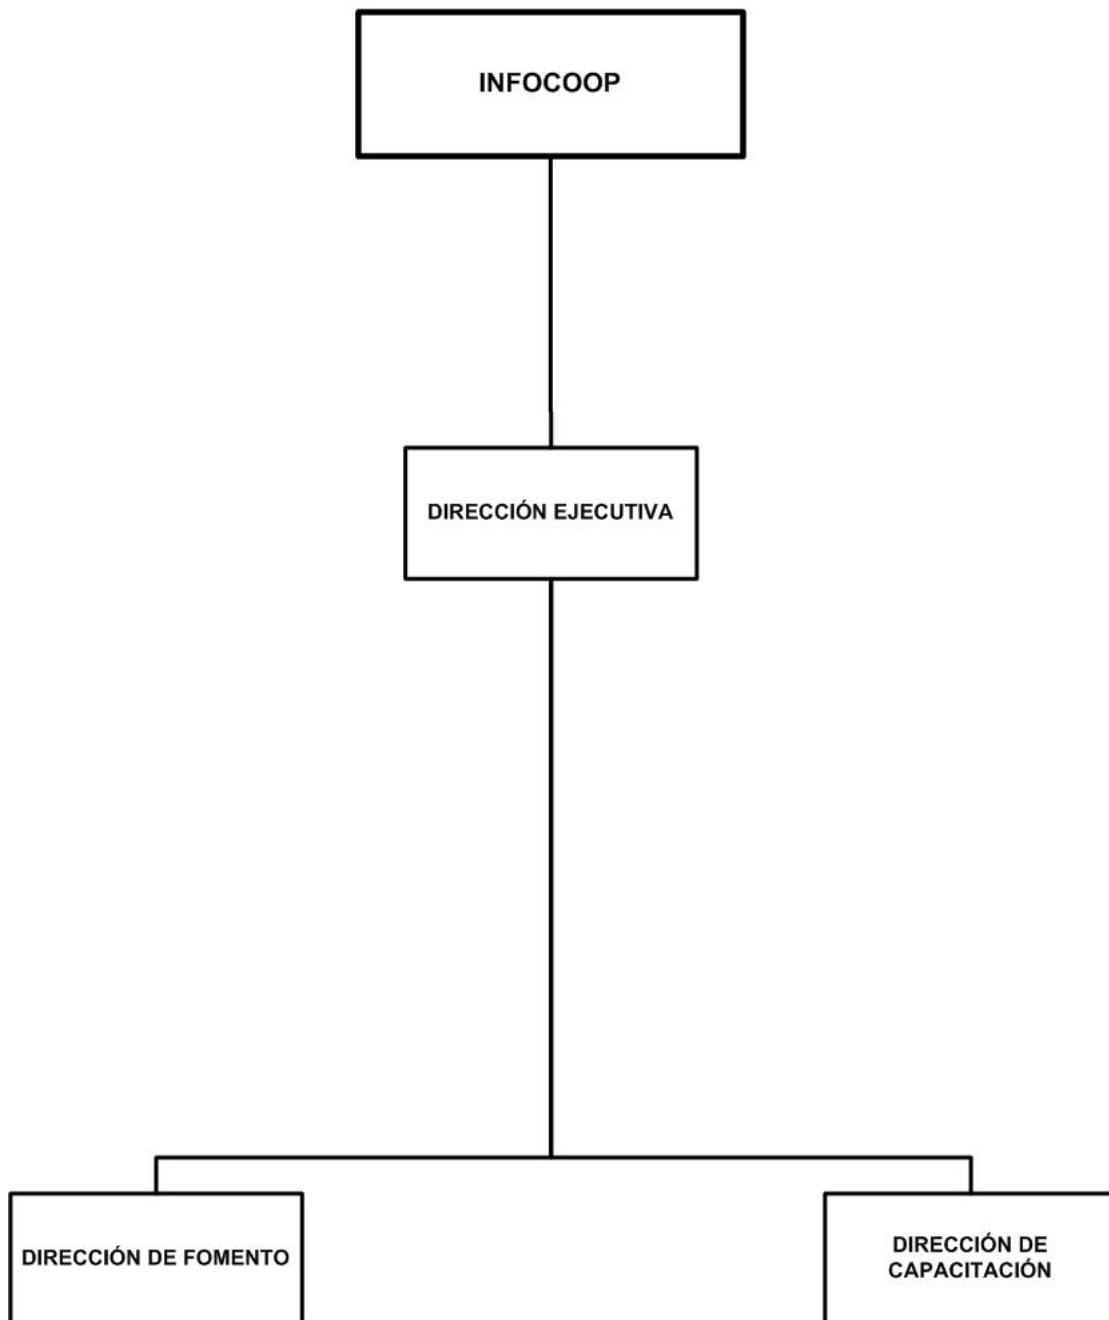 INFOCOOP
DIRECCIÓN EJECUTIVA
DIRECCIÓN DE FOMENTO
DIRECCIÓN DE
CAPACITACIÓN